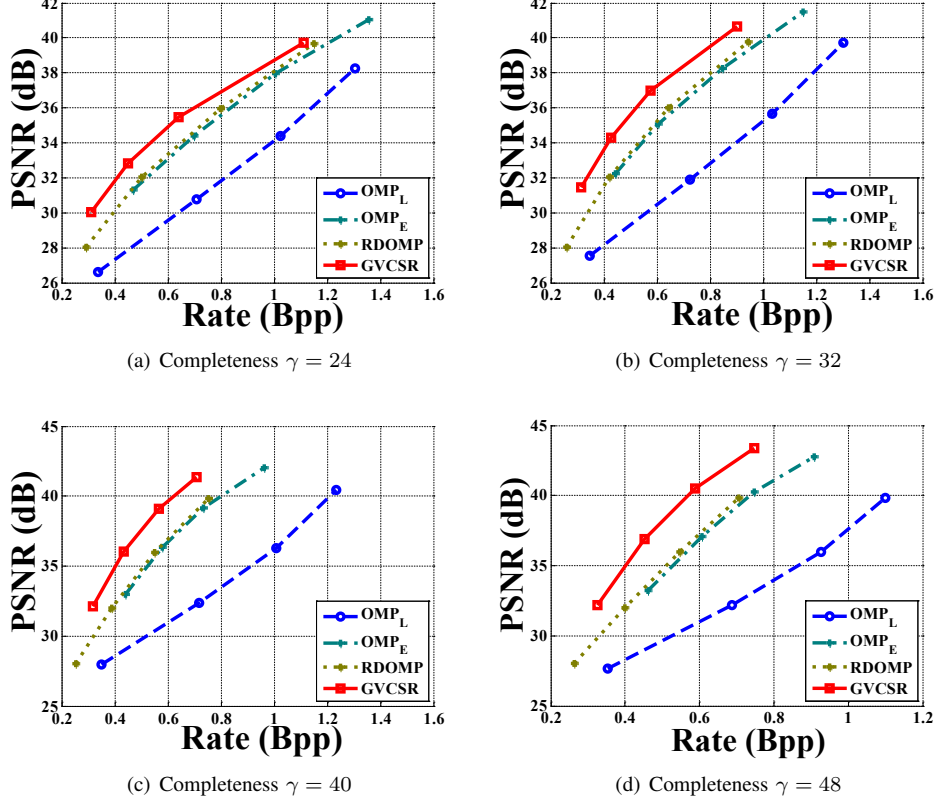 42
40
38
36
34
32
30
28
26
PSNR (dB)
OMP_L
OMP_E
RDOMP
GVCSR
0.2 0.4 0.6 0.8 1 1.2 1.4 1.6
Rate (Bpp)
(a) Completeness γ = 24
42
40
38
36
34
32
30
28
26
PSNR (dB)
OMP_L
OMP_E
RDOMP
GVCSR
0.2 0.4 0.6 0.8 1 1.2 1.4 1.6
Rate (Bpp)
(b) Completeness γ = 32
45
40
35
30
25
PSNR (dB)
OMP_L
OMP_E
RDOMP
GVCSR
0.2 0.4 0.6 0.8 1 1.2 1.4 1.6
Rate (Bpp)
(c) Completeness γ = 40
45
40
35
30
25
PSNR (dB)
OMP_L
OMP_E
RDOMP
GVCSR
0.2 0.4 0.6 0.8 1 1.2
Rate (Bpp)
(d) Completeness γ = 48